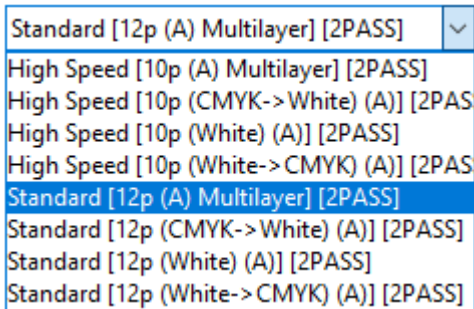 Standard [12p (A) Multilayer] [2PASS]
High Speed [10p (A) Multilayer] [2PASS]
High Speed [10p (CMYK->White) (A)] [2PAS
High Speed [10p (White) (A)] [2PASS]
High Speed [10p (White->CMYK) (A)] [2PAS
Standard [12p (A) Multilayer] [2PASS]
Standard [12p (CMYK->White) (A)] [2PASS]
Standard [12p (White) (A)] [2PASS]
Standard [12p (White->CMYK) (A)] [2PASS]